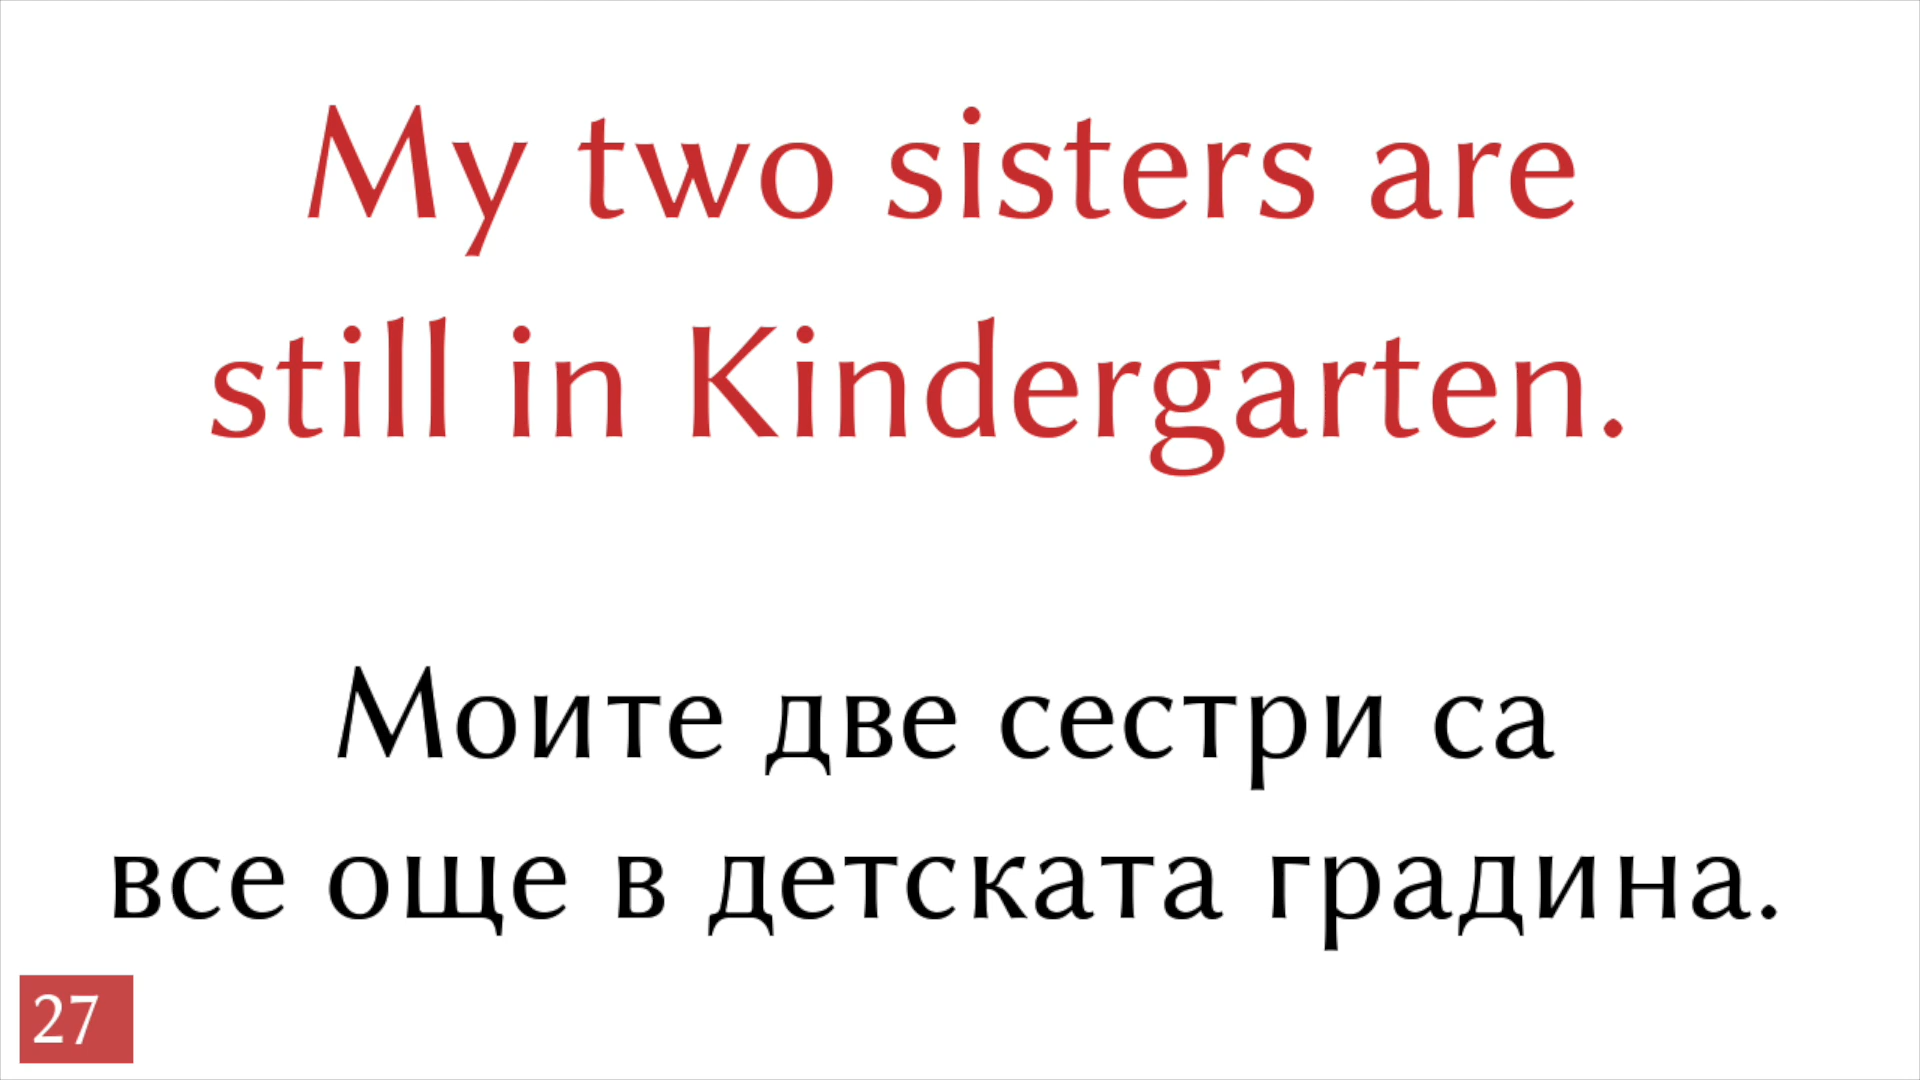 My two sisters are
still in Kindergarten.
Моите две сестри са
все още в детската градина.
27